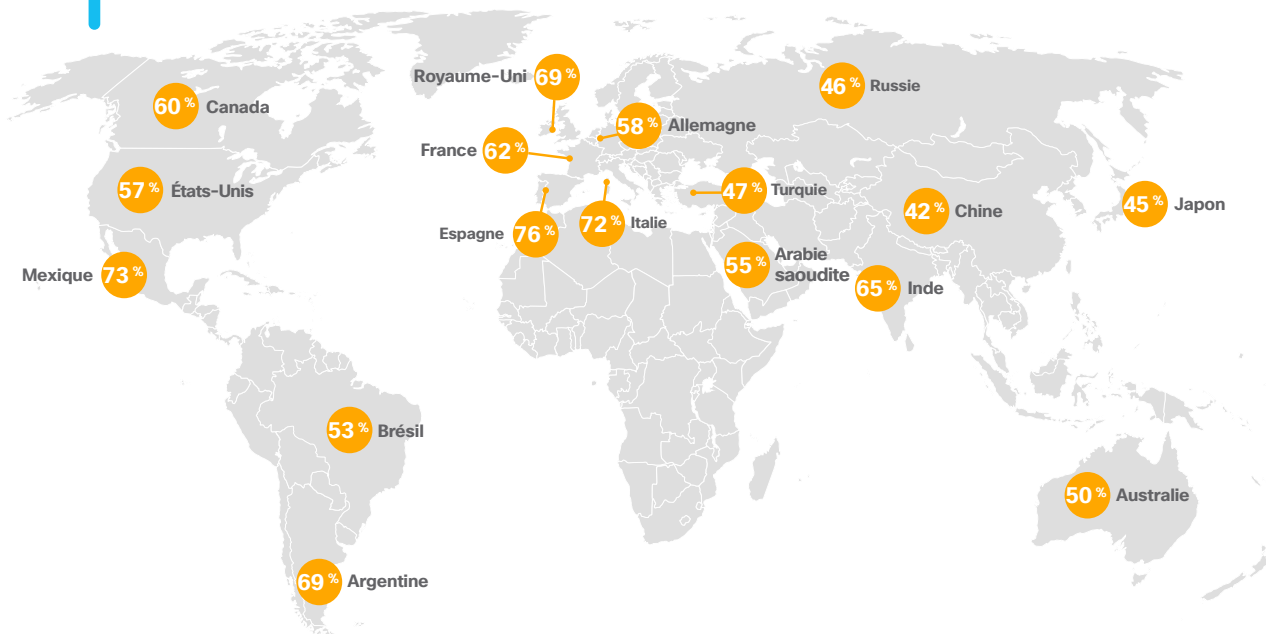 Royaume-Uni 69 %
46 % Russie
60 % Canada
58 % Allemagne
France 62 %
57 % États-Unis
47 % Turquie
45 % Japon
42 % Chine
72 % Italie
Espagne 76 %
55 % Arabie
saoudite
Mexique 73 %
65 % Inde
53 % Brésil
50 % Australie
69 % Argentine